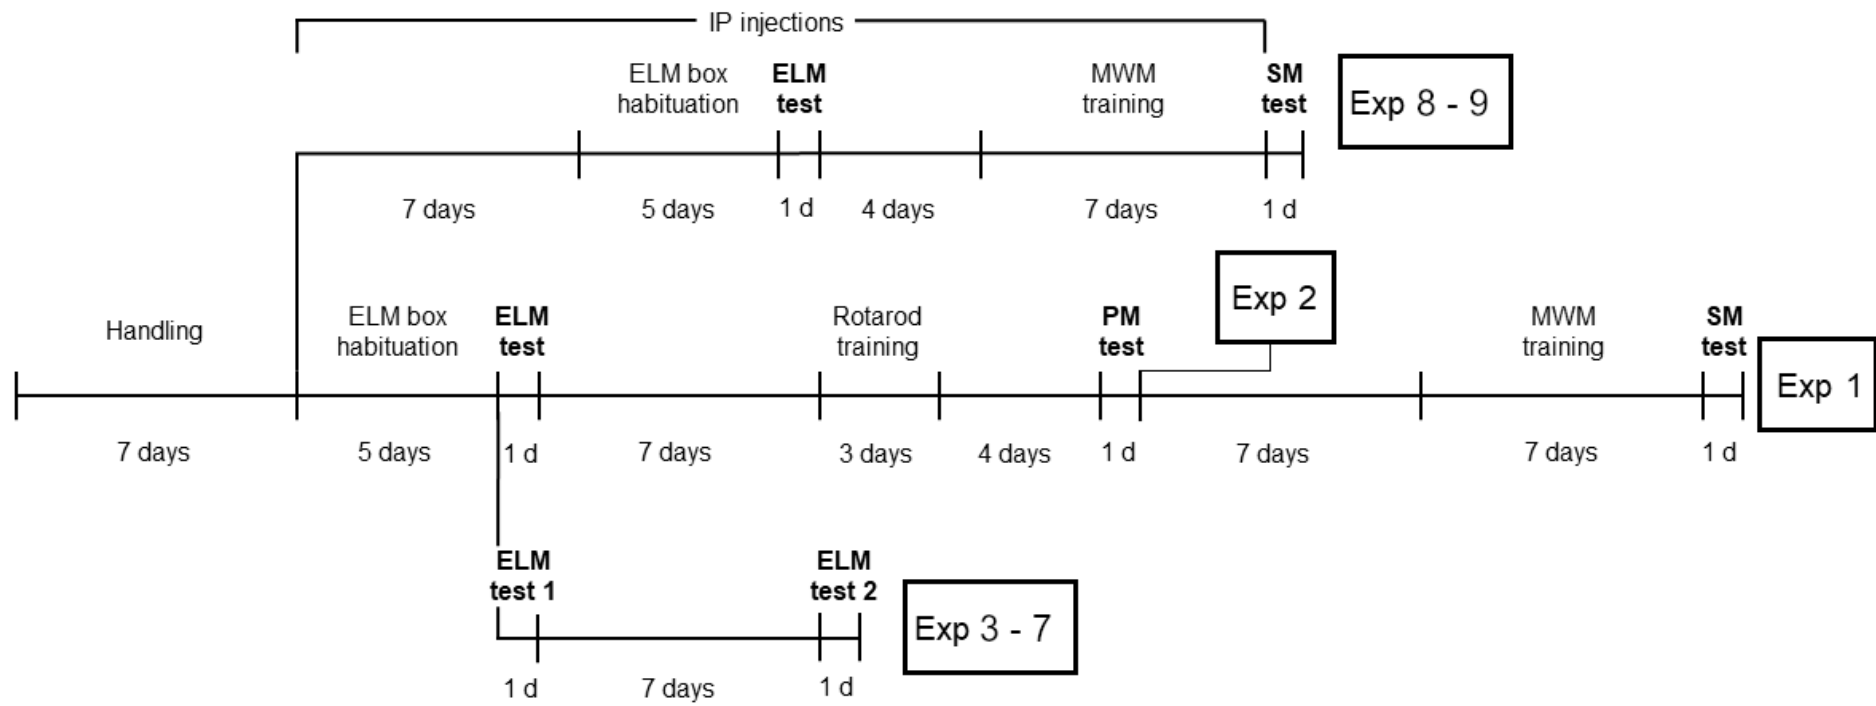 IP injections
ELM box
habituation
ELM
test
MWM
training
SM
test
Exp 8 - 9
7 days
5 days
1 d
4 days
7 days
1 d
Handling
ELM box
habituation
ELM
test
Rotarod
training
PM
test
Exp 2
MWM
training
SM
test
Exp 1
7 days
5 days
1 d
7 days
3 days
4 days
1 d
7 days
7 days
1 d
ELM
test 1
ELM
test 2
Exp 3 - 7
1 d
7 days
1 d